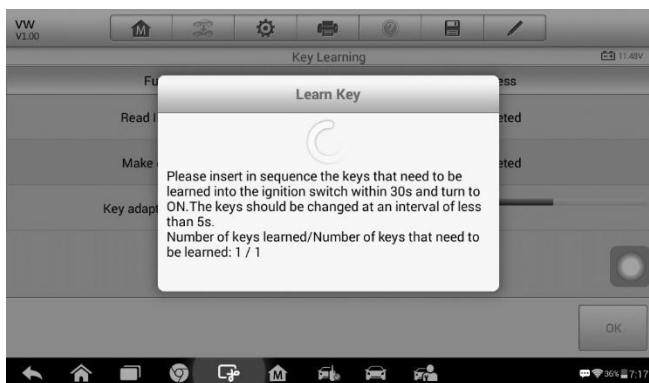 VW
V1.00
Key Learning
11.48V
Learn Key
Read
Make
Key adapt
Please insert in sequence the keys that need to be
learned into the ignition switch within 30s and turn to
ON.The keys should be changed at an interval of less
than 5s.
Number of keys learned/Number of keys that need to
be learned: 1 / 1
OK
36%
7:17